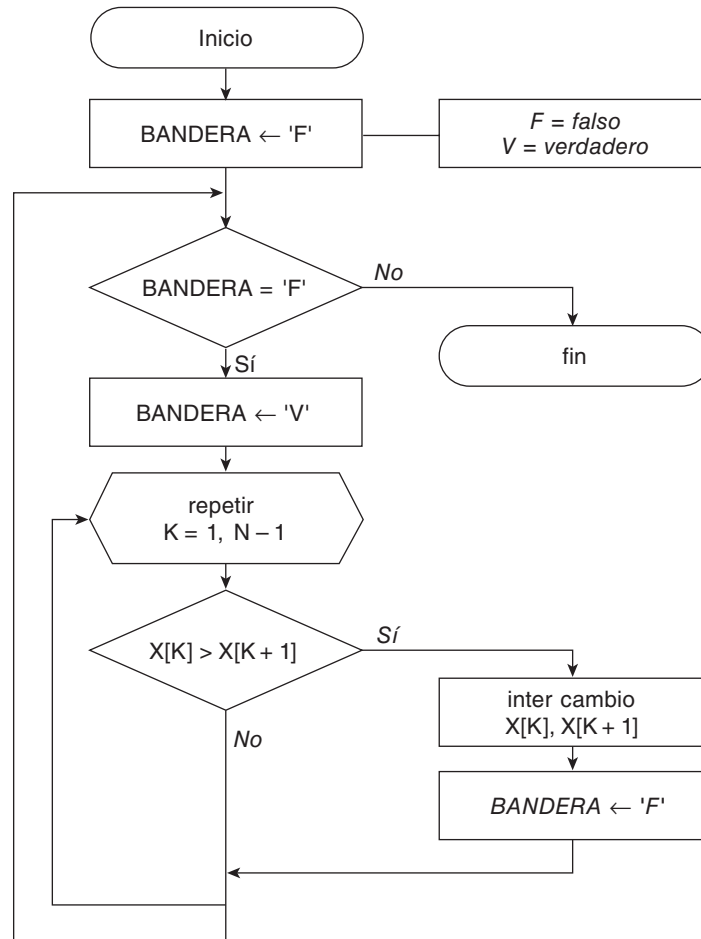 Inicio
BANDERA ← 'F'
F = falso
V = verdadero
BANDERA = 'F'
No
fin
Sí
BANDERA ← 'V'
repetir
K = 1, N – 1
X[K] > X[K + 1]
Sí
inter cambio
X[K], X[K + 1]
No
BANDERA ← 'F'